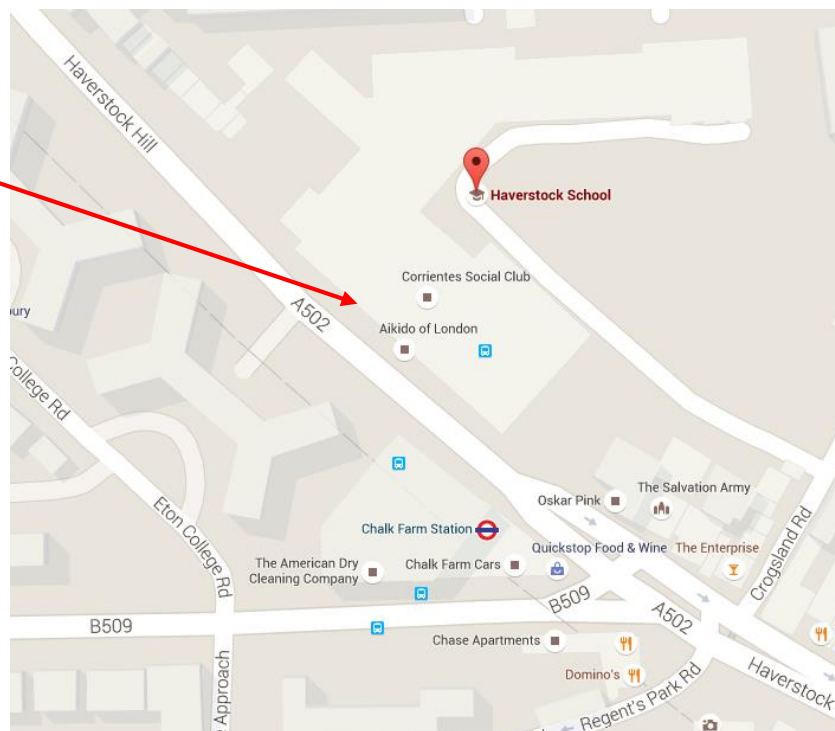 Haverstock Hill
Haverstock School
Corrientes Social Club
A502
Aikido of London
ury
College Rd
Eton College Rd
Chalk Farm Station
Oskar Pink
The Salvation Army
Quickstop Food & Wine
The Enterprise
Crogsland Rd
The American Dry
Cleaning Company
Chalk Farm Cars
B509
B509
A502
Chase Apartments
Domino's
Haverstock
Regent's Park Rd
Approach